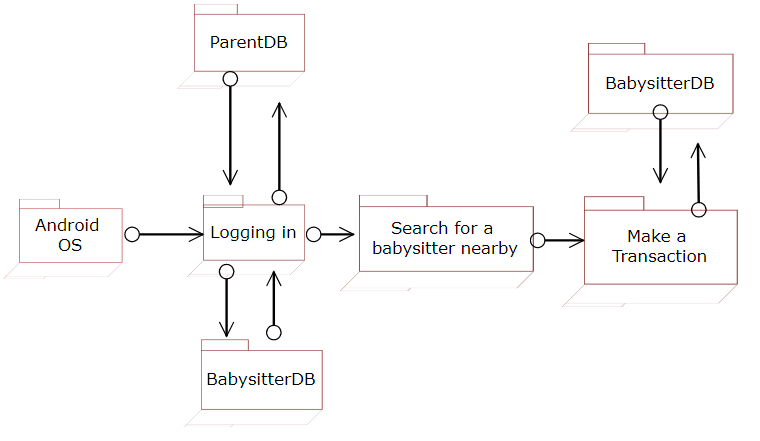 ParentDB
BabysitterDB
Android
OS
Logging in
Search for a
babysitter nearby
Make a
Transaction
BabysitterDB